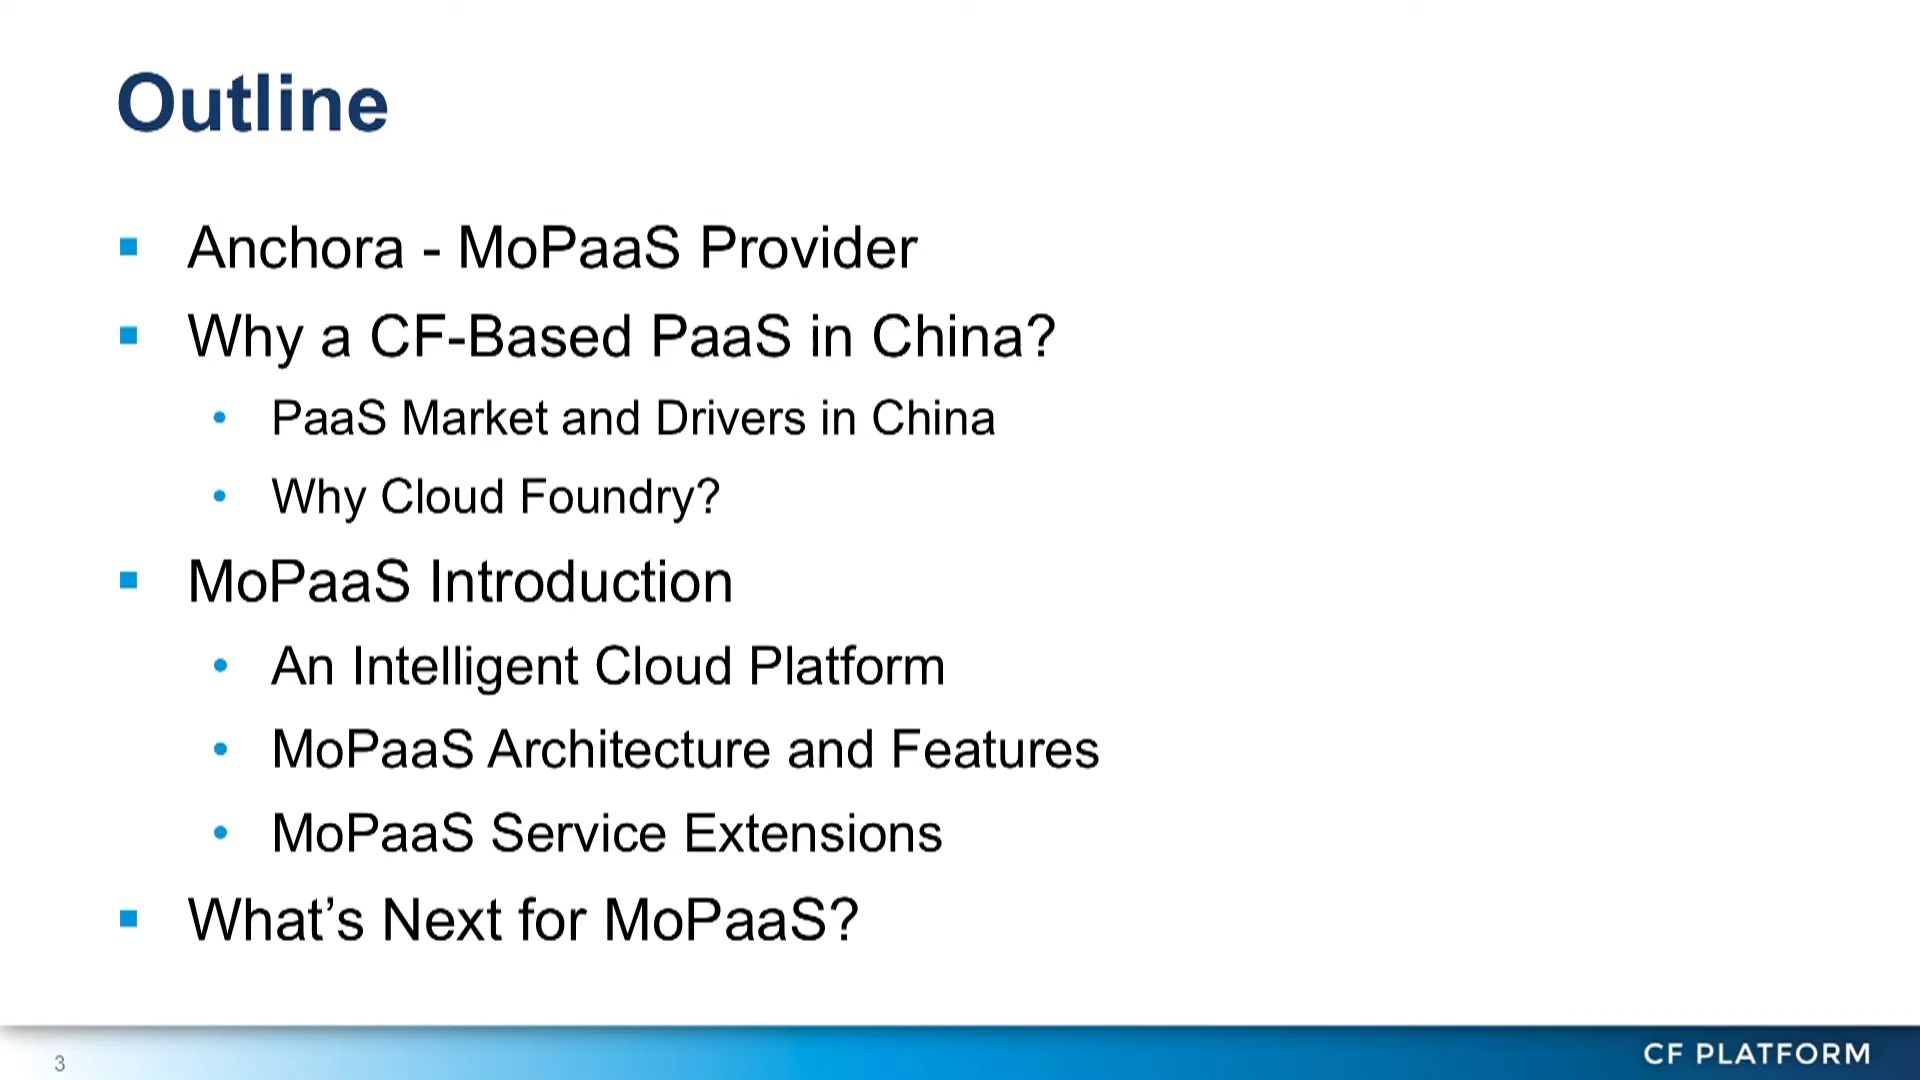 Outline
Anchora - MoPaaS Provider
Why a CF-Based PaaS in China?
PaaS Market and Drivers in China
Why Cloud Foundry?
MoPaaS Introduction
An Intelligent Cloud Platform
MoPaaS Architecture and Features
MoPaaS Service Extensions
What’s Next for MoPaaS?
3
CF PLATFORM